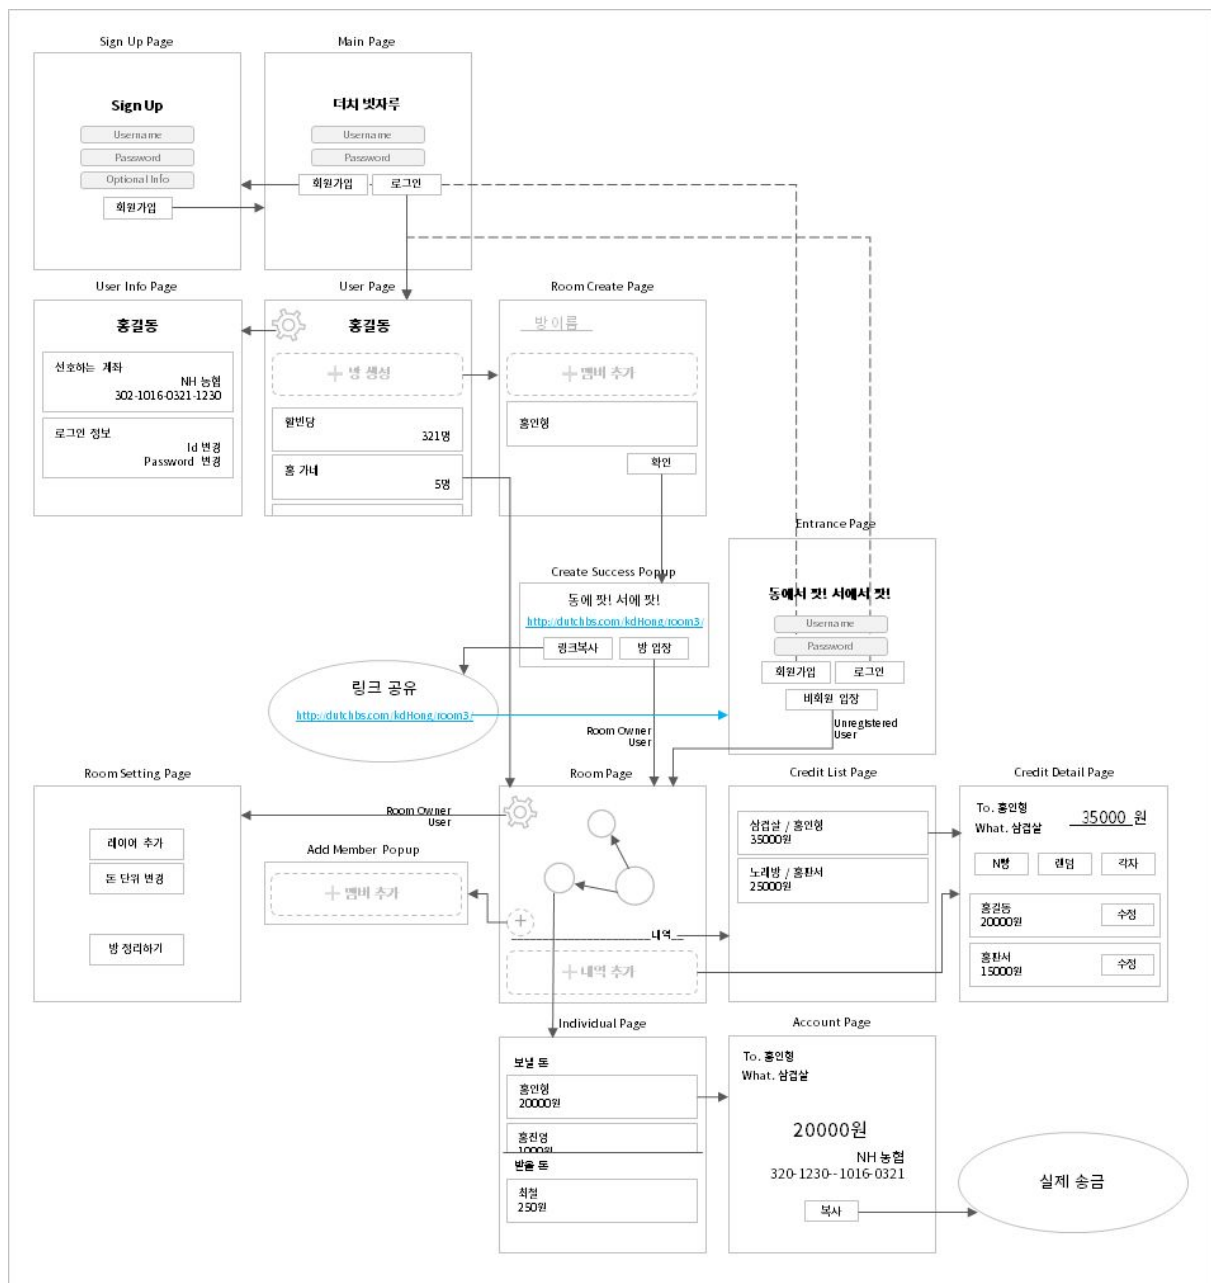 Sign Up Page
Main Page
Sign Up
Username
Password
Optional Info
회원가입
더치 빗자루
Username
Password
회원가입
로그인
User Info Page
User Page
Room Create Page
홍길동
선호하는 계좌
NH 농협
302-1016-0321-1230
로그인 정보
Id 변경
Password 변경
홍길동
+ 방 생성
활빈당
321명
홍 가네
5명
방이름
+ 멤버 추가
홍인형
확인
Create Success Popup
동에 팟! 서에 팟!
http://dutchbs.com/kdHong/room3/
링크복사
방 입장
Entrance Page
동에서 팟! 서에서 팟!
Username
Password
회원가입
로그인
비회원 입장
링크 공유
http://dutchbs.com/kdHong/room3/
Room Owner
User
Unregistered
User
Room Setting Page
Room Page
Credit List Page
Credit Detail Page
레이어 추가
돈 단위 변경
방 정리하기
Room Owner
User
Add Member Popup
+ 멤버 추가
+
내역
+ 내역 추가
삼겹살 / 홍인형
35000원
노래방 / 홍판서
25000원
To. 홍인형
What. 삼겹살
35000 원
N빵
랜덤
각자
홍길동
20000원
수정
홍판서
15000원
수정
Individual Page
Account Page
보낼 돈
홍인형
20000원
홍진영
1000원
받을 돈
최철
250원
To. 홍인형
What. 삼겹살
20000원
NH 농협
320-1230--1016-0321
복사
실제 송금